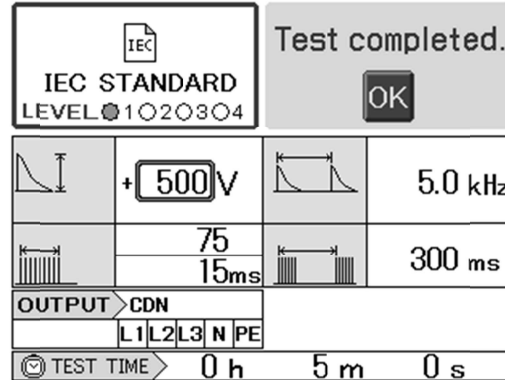 IEC
IEC STANDARD
LEVEL 1 2 3 4
Test completed.
OK
+ 500 V
5.0 kHz
75
15ms
300 ms
OUTPUT CDN
L1 L2 L3 N PE
TEST TIME 0 h 5 m 0 s